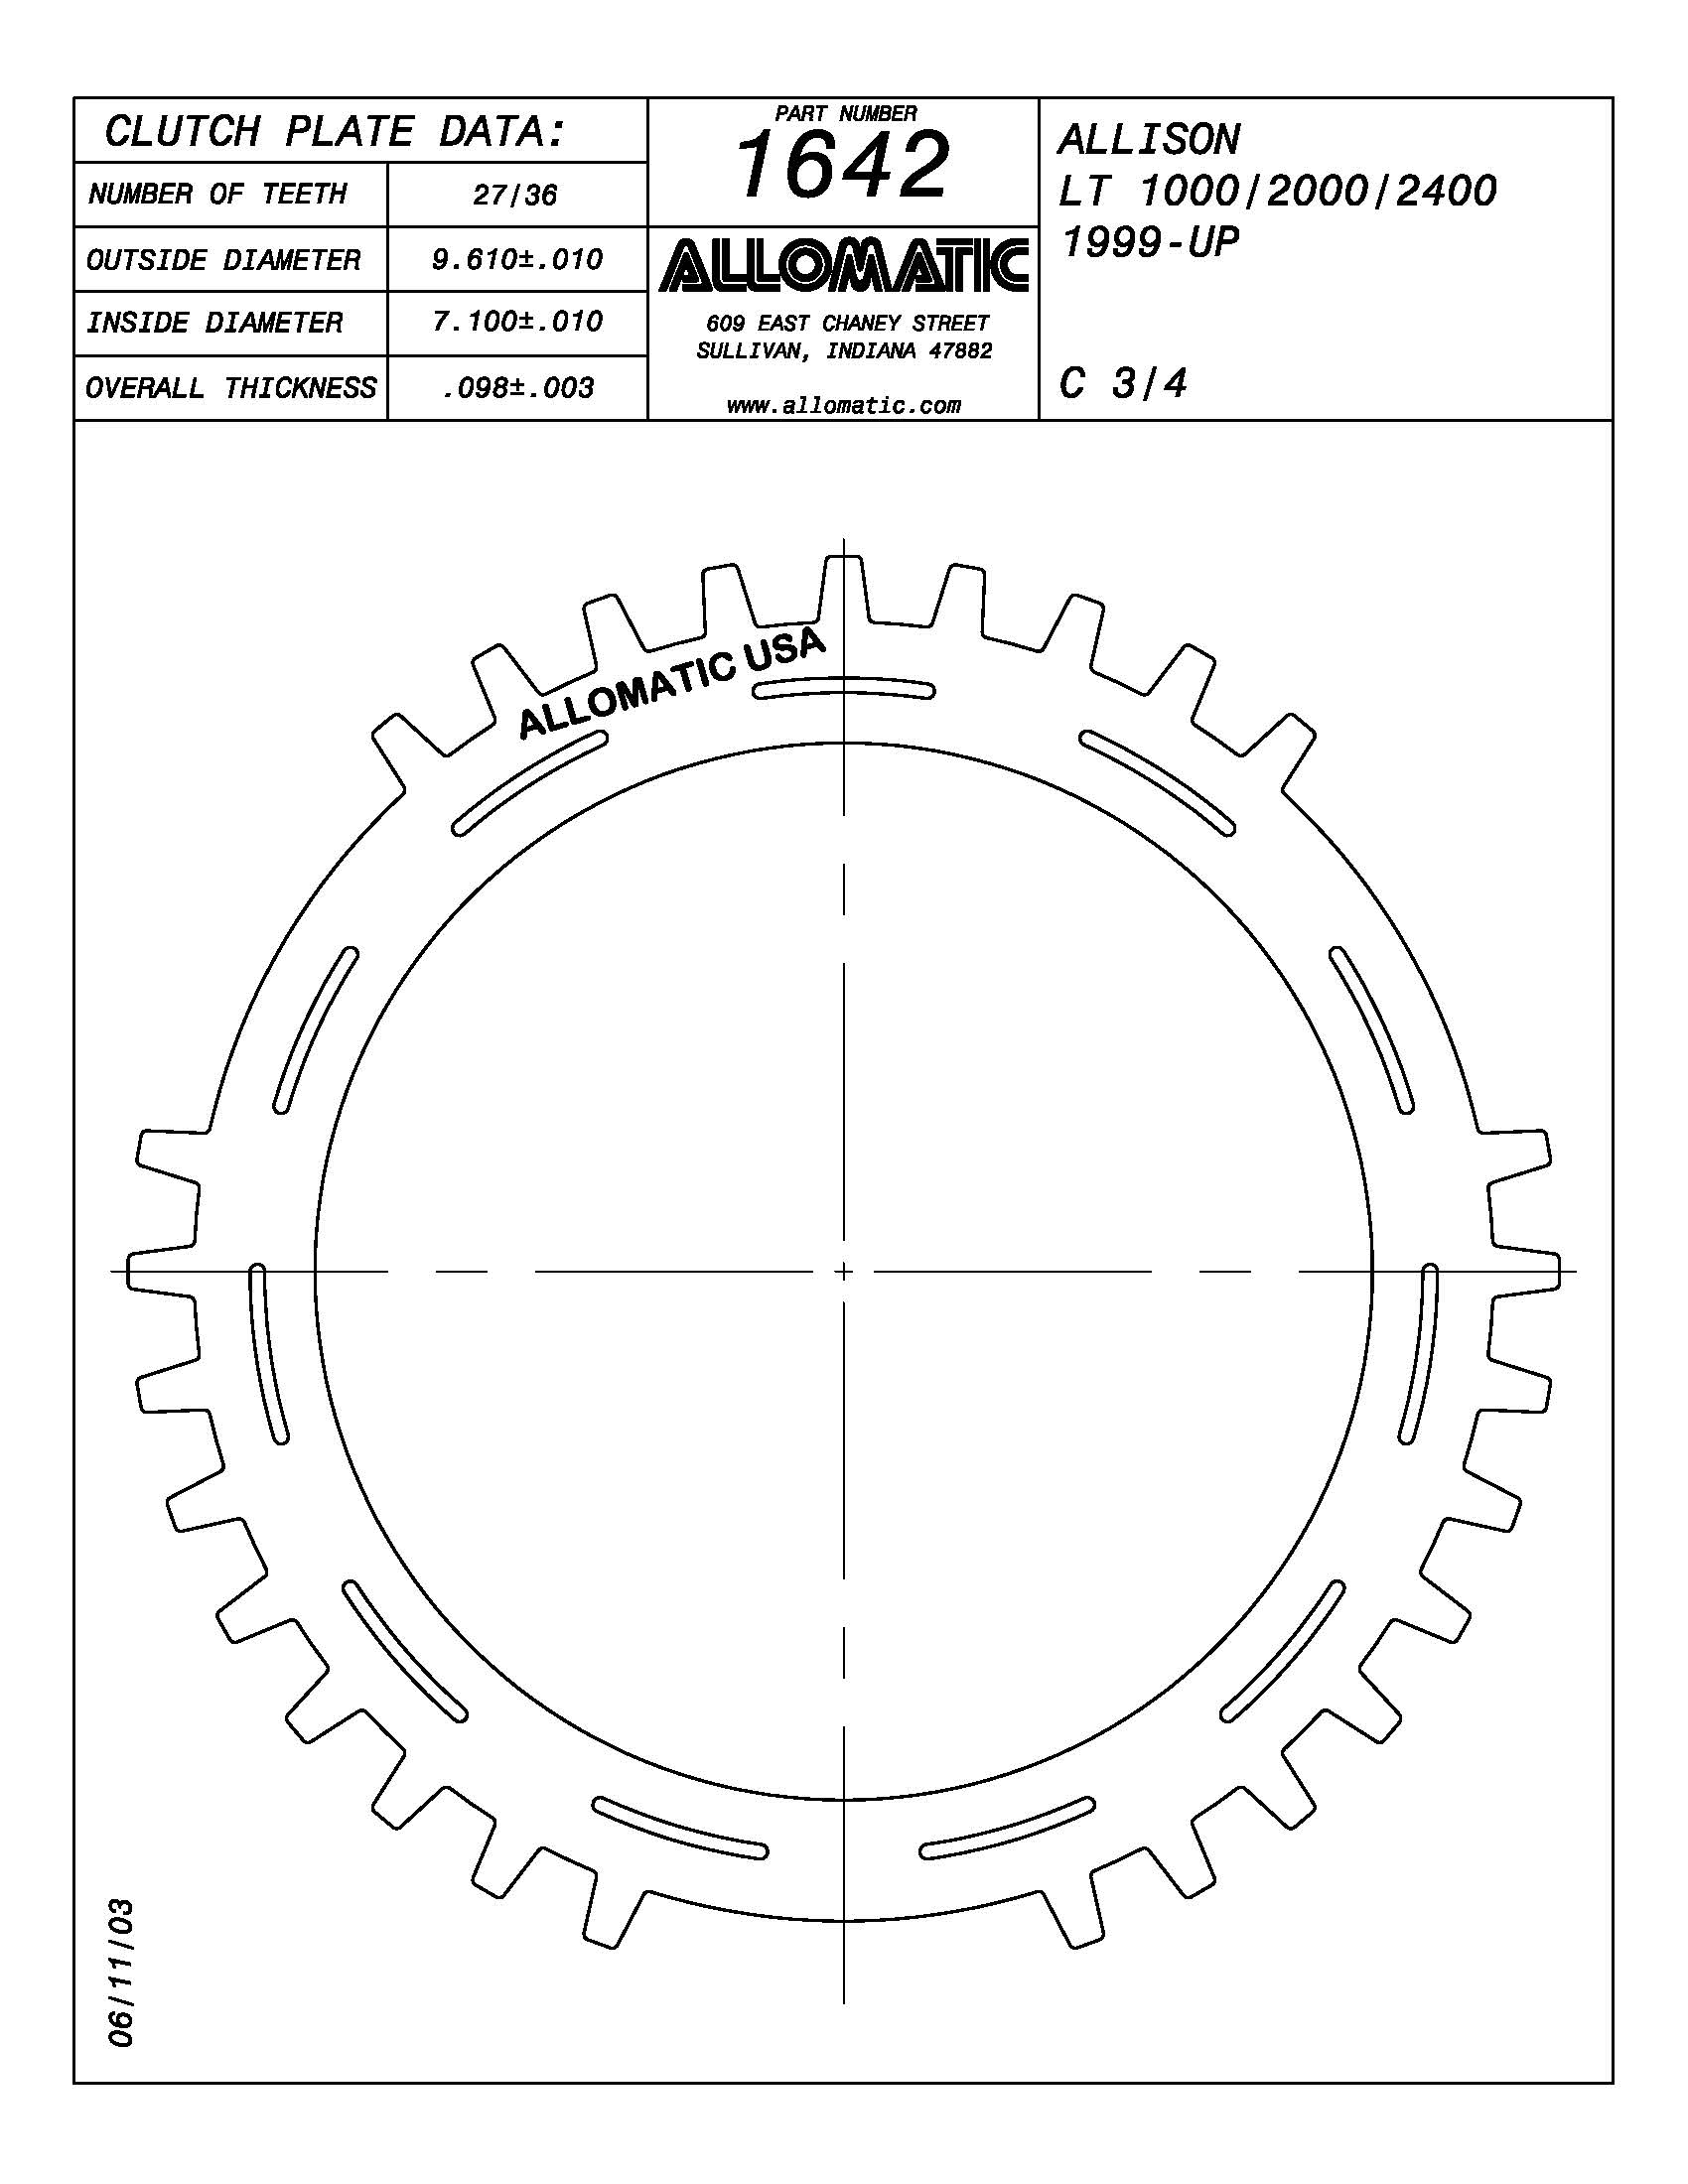 CLUTCH PLATE DATA:
NUMBER OF TEETH 27/36
OUTSIDE DIAMETER 9.610±.010
INSIDE DIAMETER 7.100±.010
OVERALL THICKNESS .098±.003
PART NUMBER
1642
ALLOMATIC
609 EAST CHANEY STREET
SULLIVAN, INDIANA 47882
www.allomatic.com
ALLISON
LT 1000/2000/2400
1999-UP
C 3/4
ALLOMATIC USA
06/11/03